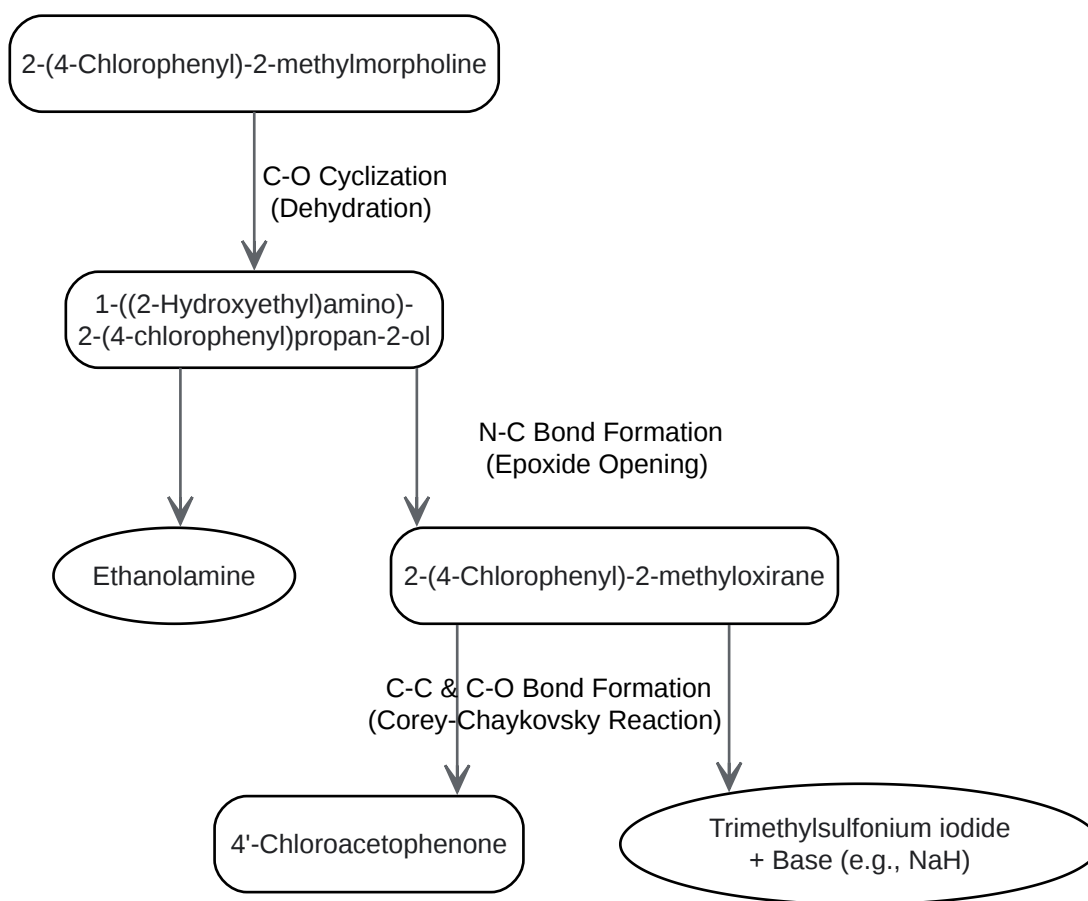 2-(4-Chlorophenyl)-2-methylmorpholine
C-O Cyclization
(Dehydration)
1-((2-Hydroxyethyl)amino)-
2-(4-chlorophenyl)propan-2-ol
N-C Bond Formation
(Epoxide Opening)
Ethanolamine
2-(4-Chlorophenyl)-2-methyloxirane
C-C & C-O Bond Formation
(Corey-Chaykovsky Reaction)
4'-Chloroacetophenone
Trimethylsulfonium iodide
+ Base (e.g., NaH)